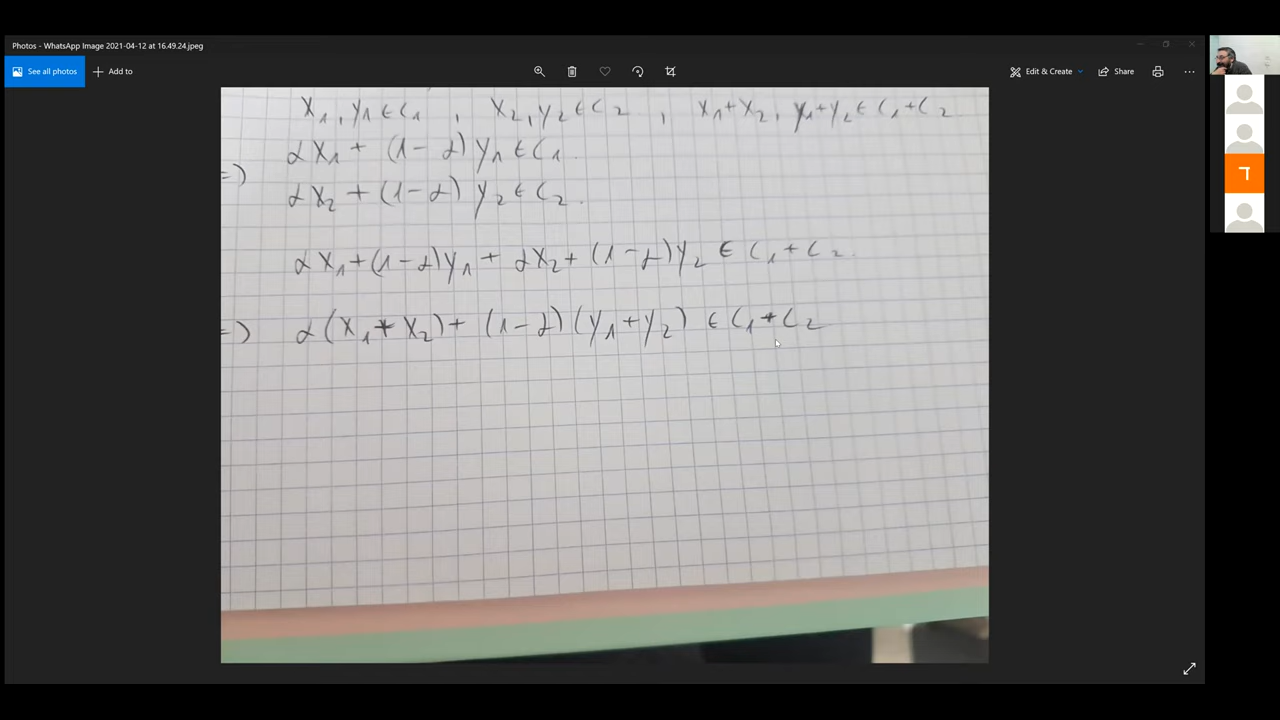 Photos - WhatsApp Image 2021-04-12 at 16.49.24.jpeg
See all photos
Add to
Edit & Create
Share
x₁, y₁ ∈ C₁ , x₂, y₂ ∈ C₂ , x₁+x₂, y₁+y₂ ∈ C₁+C₂
αx₁ + (1-α) y₁ ∈ C₁.
=)
αx₂ + (1-α) y₂ ∈ C₂.
αx₁+(1-α)y₁ + αx₂+ (1-α)y₂ ∈ C₁+C₂.
=) α(x₁+x₂)+ (1-α)(y₁+y₂) ∈ C₁+C₂
T